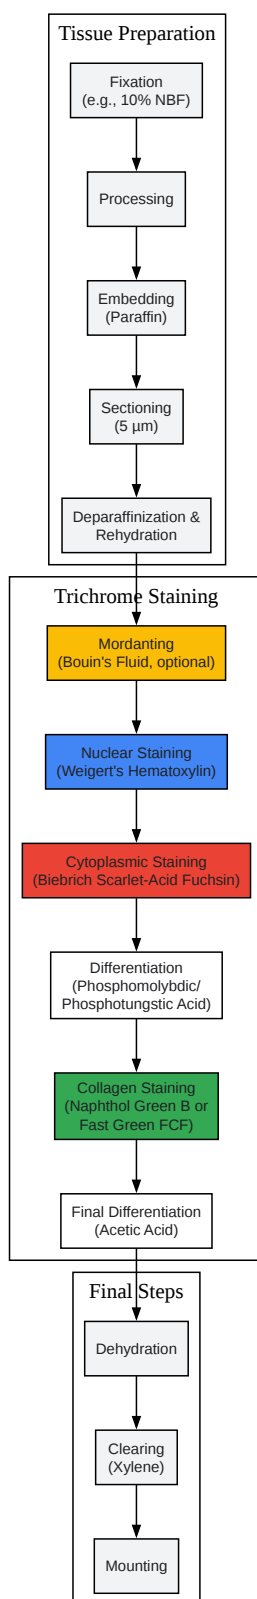 Tissue Preparation
Fixation
(e.g., 10% NBF)
Processing
Embedding
(Paraffin)
Sectioning
(5 µm)
Deparaffinization &
Rehydration
Trichrome Staining
Mordanting
(Bouin's Fluid, optional)
Nuclear Staining
(Weigert's Hematoxylin)
Cytoplasmic Staining
(Biebrich Scarlet-Acid Fuchsin)
Differentiation
(Phosphomolybdic/
Phosphotungstic Acid)
Collagen Staining
(Naphthol Green B or
Fast Green FCF)
Final Differentiation
(Acetic Acid)
Final Steps
Dehydration
Clearing
(Xylene)
Mounting